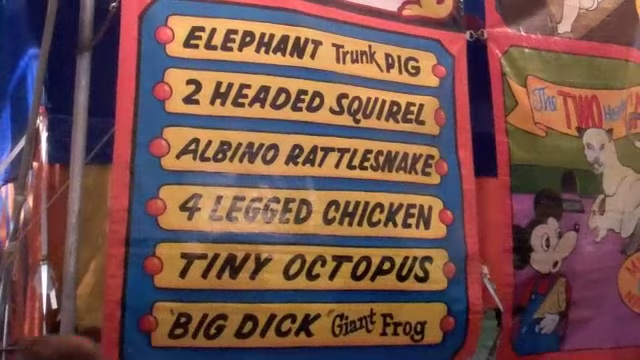 ELEPHANT Trunk PIG
2 HEADED SQUIREL
ALBINO RATTLESNAKE
4 LEGGED CHICKEN
TINY OCTOPUS
"BIG DICK" Giant Frog
The TWO